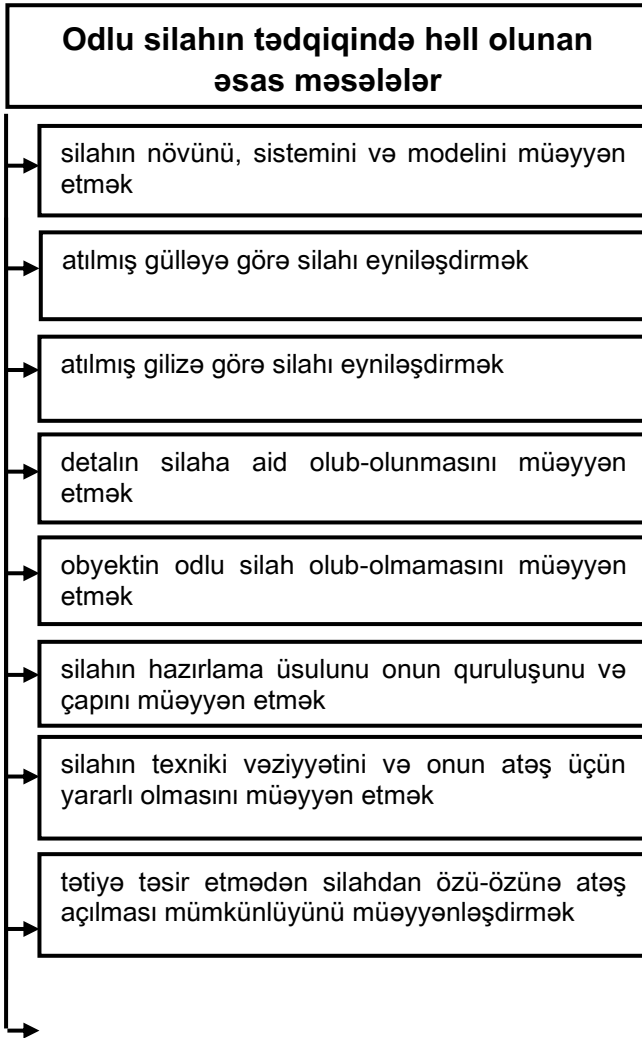 Odlu silahın tədqiqində həll olunan
əsas məsələlər
silahın növünü, sistemini və modelini müəyyən
etmək
atılmış gülləyə görə silahı eyniləşdirmək
atılmış gilizə görə silahı eyniləşdirmək
detalın silaha aid olub-olunmasını müəyyən
etmək
obyektin odlu silah olub-olmamasını müəyyən
etmək
silahın hazırlama üsulunu onun quruluşunu və
çapını müəyyən etmək
silahın texniki vəziyyətini və onun atəş üçün
yararlı olmasını müəyyən etmək
tətiyə təsir etmədən silahdan özü-özünə atəş
açılması mümkünlüyünü müəyyənləşdirmək